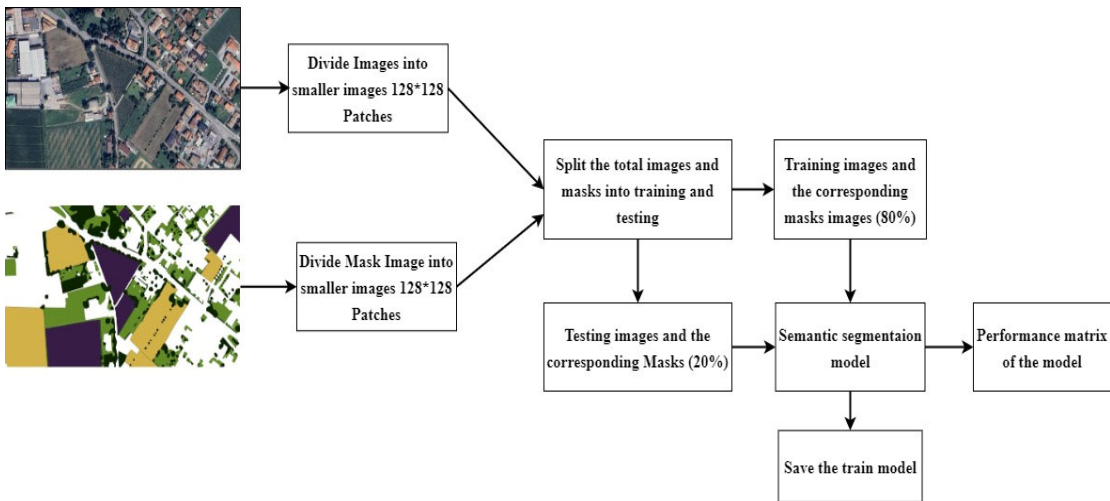 Divide Images into
smaller images 128*128
Patches
Split the total images and
masks into training and
testing
Training images and
the corresponding
masks images (80%)
Divide Mask Image into
smaller images 128*128
Patches
Testing images and the
corresponding Masks (20%)
Semantic segmentaion
model
Performance matrix
of the model
Save the train model